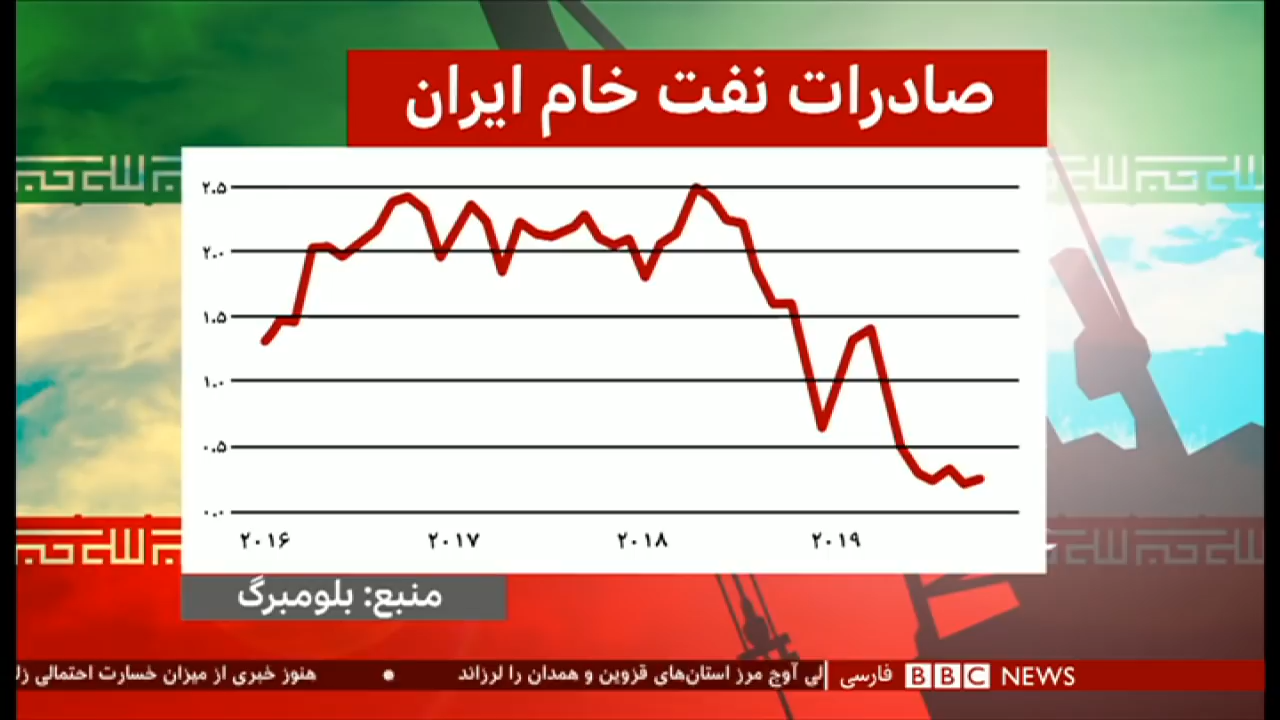 صادرات نفت خام ایران
۲.۵
۲.۰
۱.۵
۱.۰
۰.۵
۰.۰
۲۰۱۶ ۲۰۱۷ ۲۰۱۸ ۲۰۱۹
منبع: بلومبرگ
BBC NEWS فارسی
لی آوج مرز استان‌های قزوین و همدان را لرزاند • هنوز خبری از میزان خسارت احتمالی